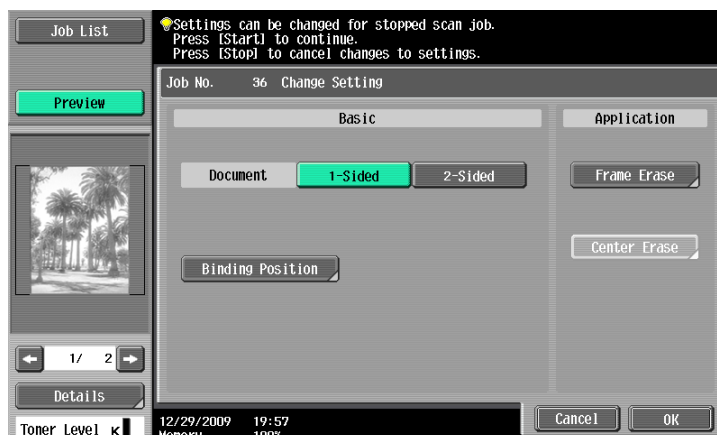 Job List
Settings can be changed for stopped scan job.
Press [Start] to continue.
Press [Stop] to cancel changes to settings.
Job No. 36 Change Setting
Preview
Basic
Application
Document 1-Sided 2-Sided
Frame Erase
Center Erase
Binding Position
1/ 2
Details
Toner Level K
12/29/2009 19:57
Memory 100%
Cancel OK